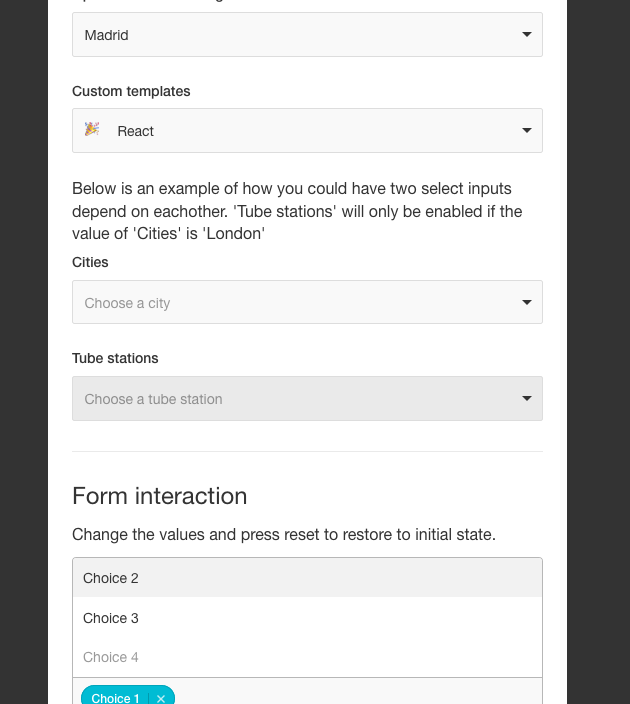 Madrid
Custom templates
React
Below is an example of how you could have two select inputs
depend on eachother. 'Tube stations' will only be enabled if the
value of 'Cities' is 'London'
Cities
Choose a city
Tube stations
Choose a tube station
Form interaction
Change the values and press reset to restore to initial state.
Choice 2
Choice 3
Choice 4
Choice 1